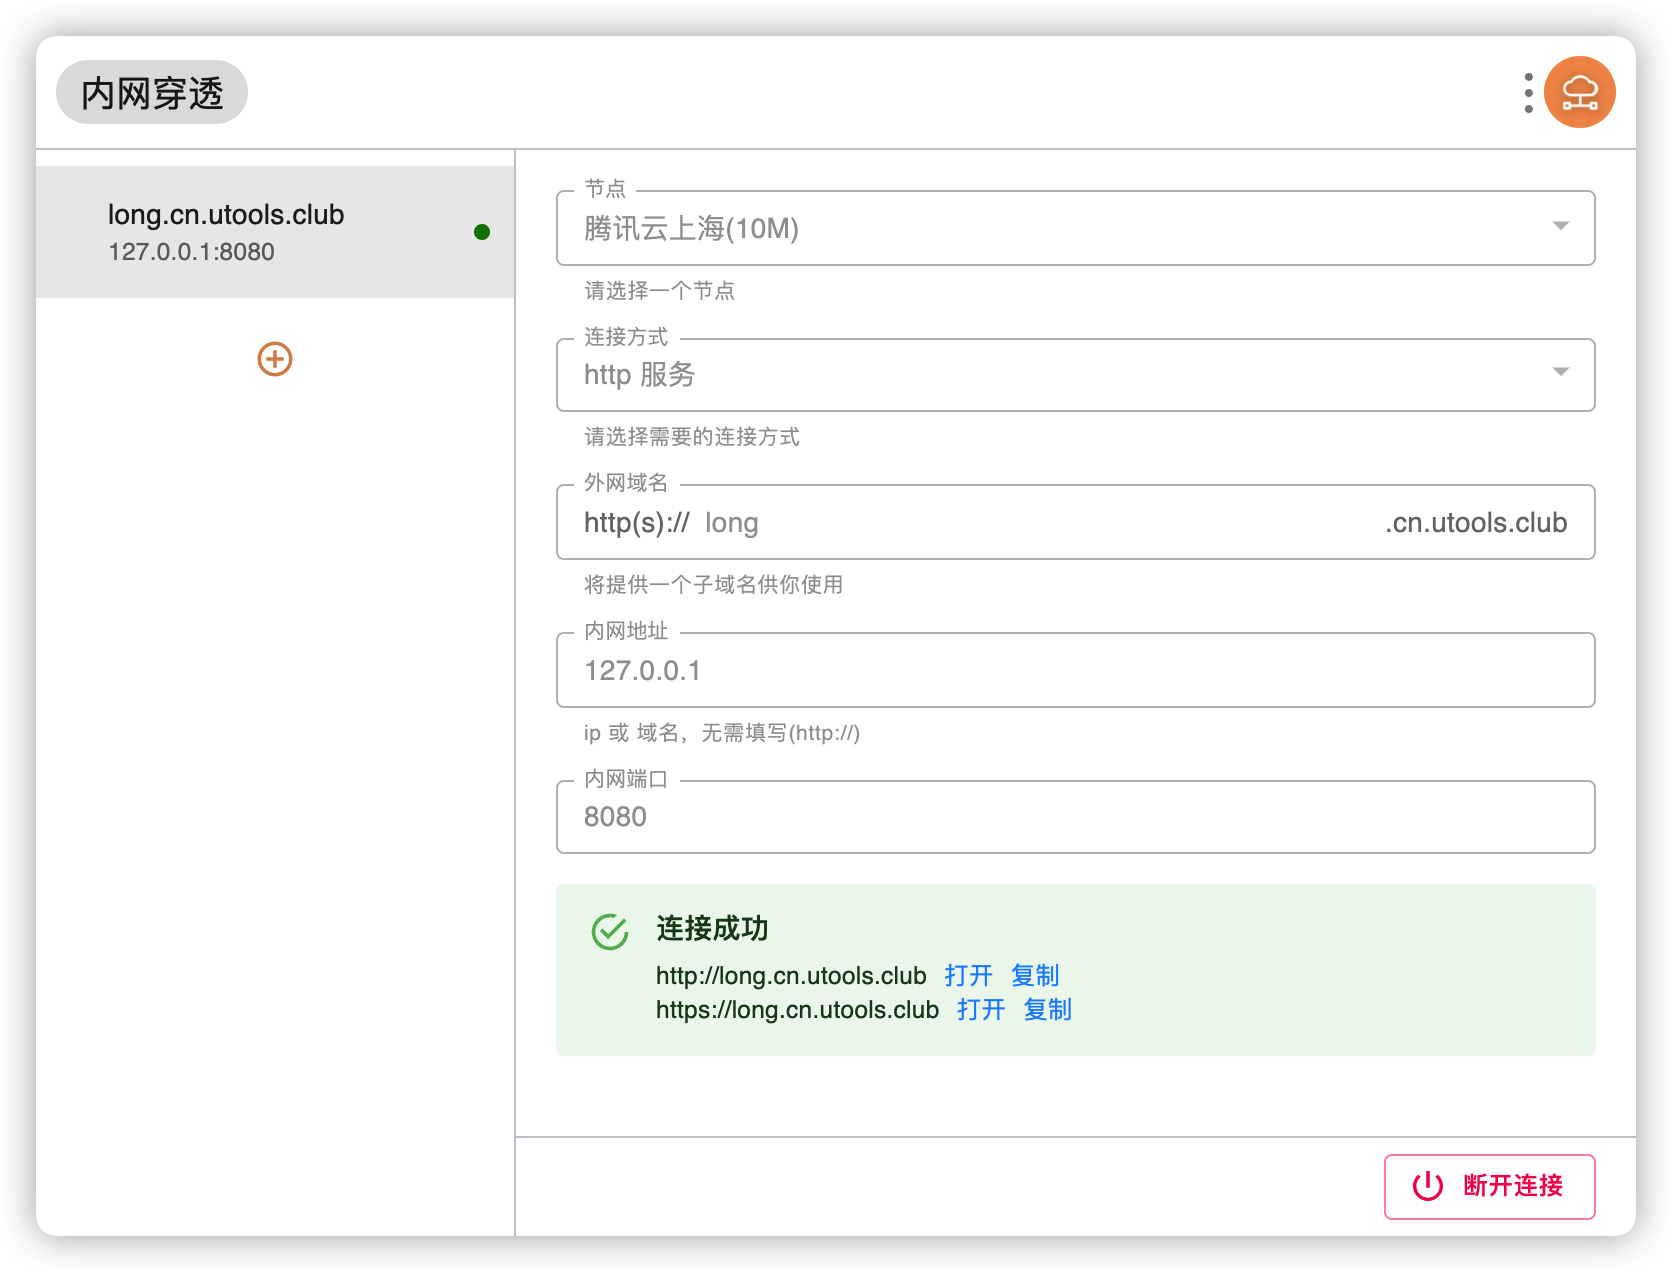 内网穿透
long.cn.utools.club
127.0.0.1:8080
节点
腾讯云上海(10M)
请选择一个节点
连接方式
http 服务
请选择需要的连接方式
外网域名
http(s):// long .cn.utools.club
将提供一个子域名供你使用
内网地址
127.0.0.1
ip 或 域名，无需填写(http://)
内网端口
8080
连接成功
http://long.cn.utools.club 打开 复制
https://long.cn.utools.club 打开 复制
断开连接